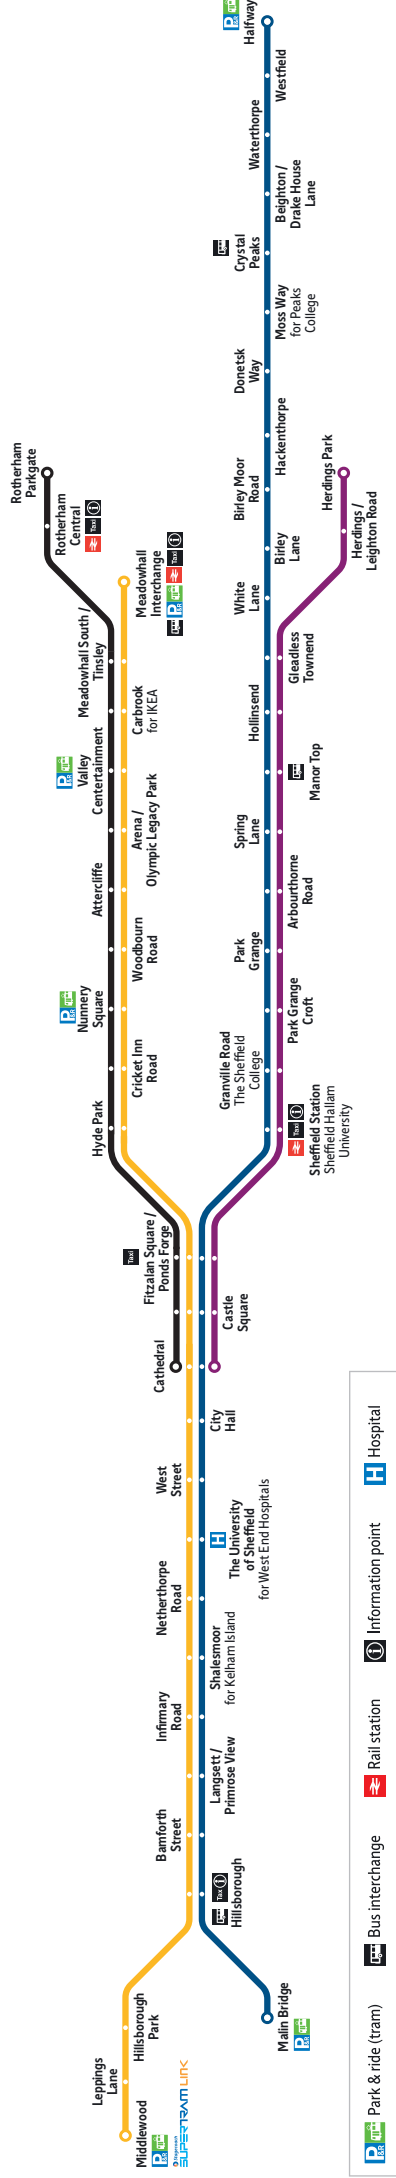 Halfway
Westfield
Waterthorpe
Beighton /
Drake House
Lane
Crystal
Peaks
Moss Way
for Peaks
College
Donetsk
Way
Hackenthorpe
Birley Moor
Road
Birley
Lane
White
Lane
Herdings Park
Herdings /
Leighton Road
Gleadless
Townend
Hollinsend
Manor Top
Spring
Lane
Arbourthorne
Road
Park
Grange
Park Grange
Croft
Granville Road
The Sheffield
College
Taxi
Sheffield Station
Sheffield Hallam
University
Rotherham
Parkgate
Rotherham
Central
Taxi
Meadowhall
Interchange
P&R
Taxi
Meadowhall South /
Tinsley
Carbrook
for IKEA
P&R
Valley
Centertainment
Arena /
Olympic Legacy Park
Attercliffe
Woodbourn
Road
P&R
Nunnery
Square
Cricket Inn
Road
Hyde Park
Taxi
Fitzalan Square /
Ponds Forge
Castle
Square
Cathedral
City
Hall
West
Street
H
The University
of Sheffield
for West End Hospitals
Netherthorpe
Road
Shalesmoor
for Kelham Island
Infirmary
Road
Langsett /
Primrose View
Bamforth
Street
Taxi
Hillsborough
Malin Bridge
P&R
Hillsborough
Park
Leppings
Lane
Middlewood
P&R
Stagecoach
SUPERTRAM LINK
P&R Park & ride (tram)
Bus interchange
Rail station
Information point
H Hospital